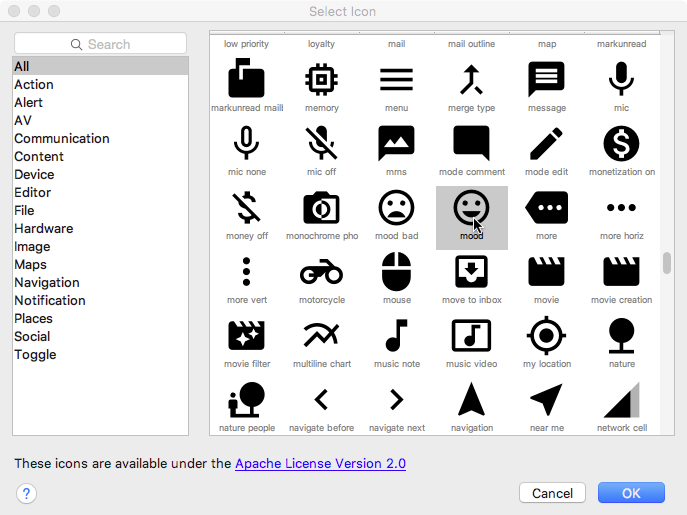 Select Icon
Search
All
Action
Alert
AV
Communication
Content
Device
Editor
File
Hardware
Image
Maps
Navigation
Notification
Places
Social
Toggle
low priority loyalty mail mail outline map markunread
markunread maill memory menu merge type message mic
mic none mic off mms mode comment mode edit monetization on
money off monochrome pho mood bad mood more more horiz
more vert motorcycle mouse move to inbox movie movie creation
movie filter multiline chart music note music video my location nature
nature people navigate before navigate next navigation near me network cell
These icons are available under the Apache License Version 2.0
? Cancel OK